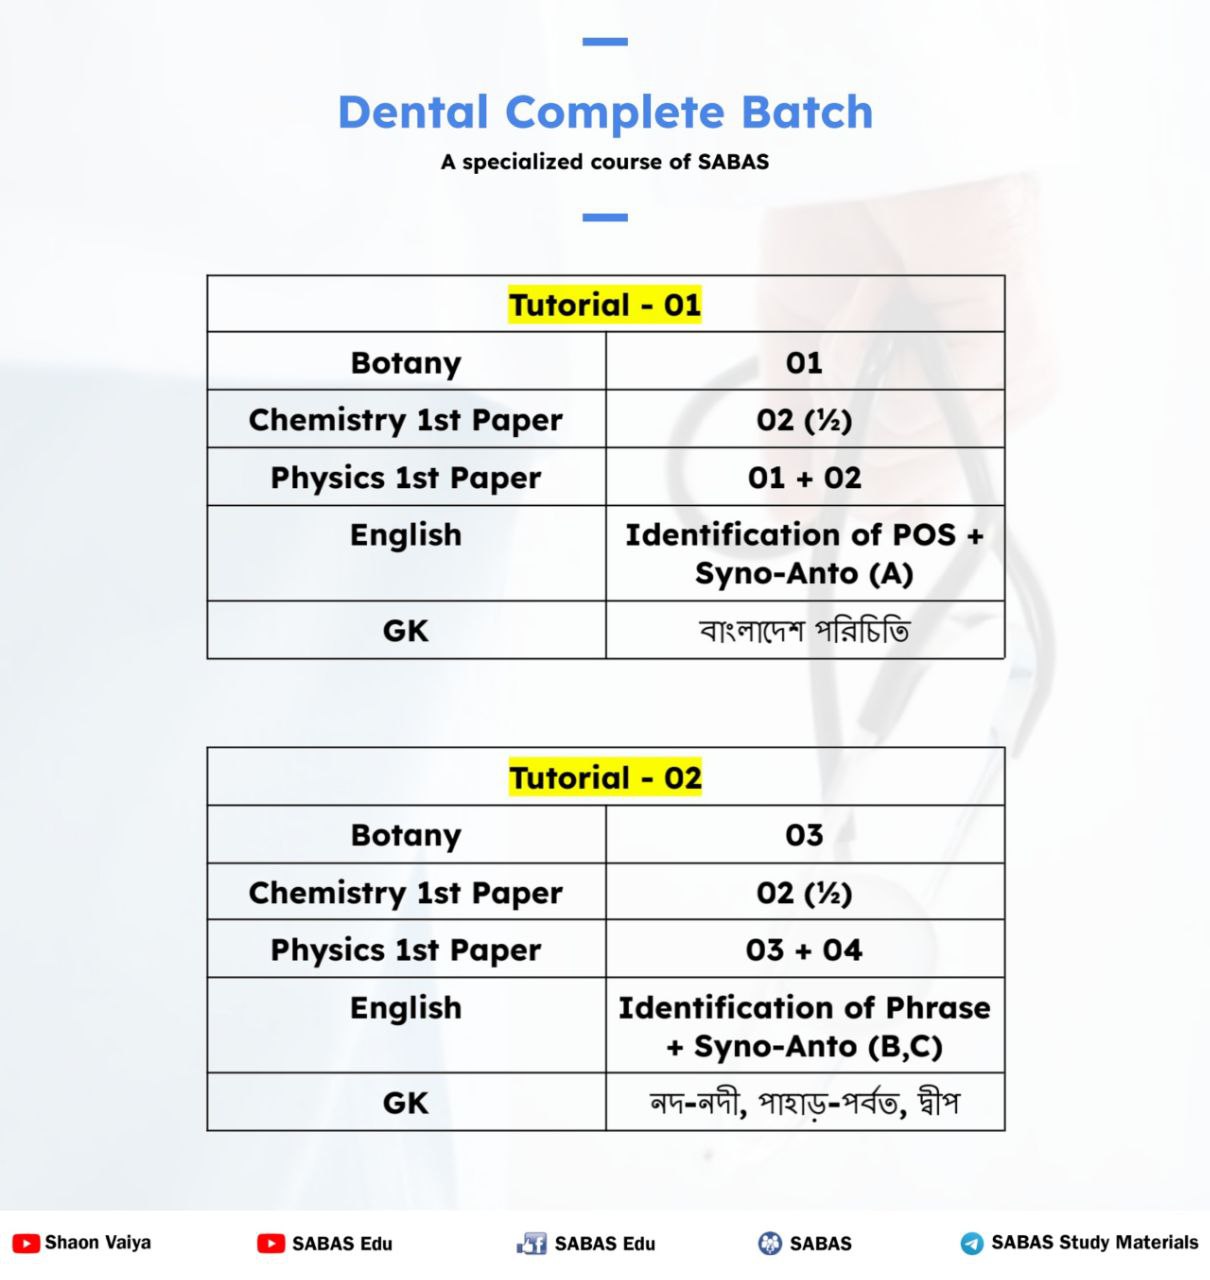 Dental Complete Batch
A specialized course of SABAS
Tutorial - 01
Botany 01
Chemistry 1st Paper 02 (½)
Physics 1st Paper 01 + 02
English Identification of POS +
Syno-Anto (A)
GK বাংলাদেশ পরিচিতি
Tutorial - 02
Botany 03
Chemistry 1st Paper 02 (½)
Physics 1st Paper 03 + 04
English Identification of Phrase
+ Syno-Anto (B,C)
GK নদ-নদী, পাহাড়-পর্বত, দ্বীপ
Shaon Vaiya SABAS Edu SABAS Edu SABAS SABAS Study Materials